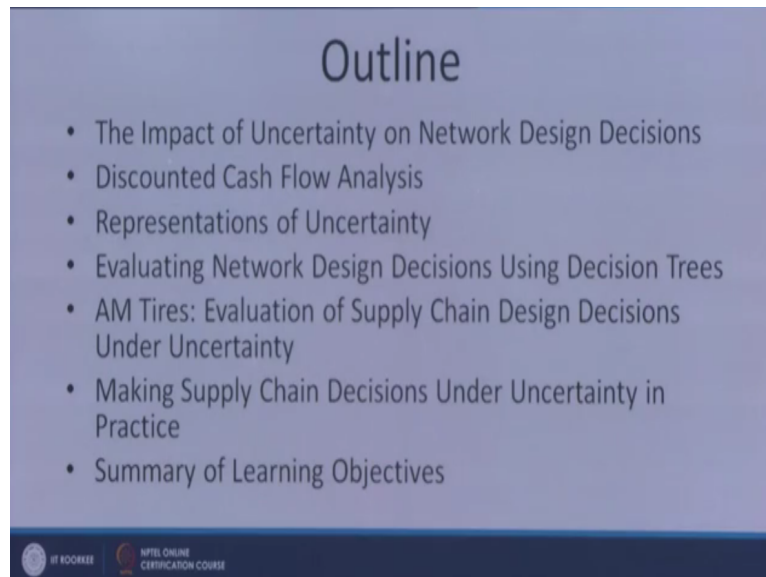 Outline
• The Impact of Uncertainty on Network Design Decisions
• Discounted Cash Flow Analysis
• Representations of Uncertainty
• Evaluating Network Design Decisions Using Decision Trees
• AM Tires: Evaluation of Supply Chain Design Decisions
Under Uncertainty
• Making Supply Chain Decisions Under Uncertainty in
Practice
• Summary of Learning Objectives
IIT ROORKEE
NPTEL ONLINE
CERTIFICATION COURSE